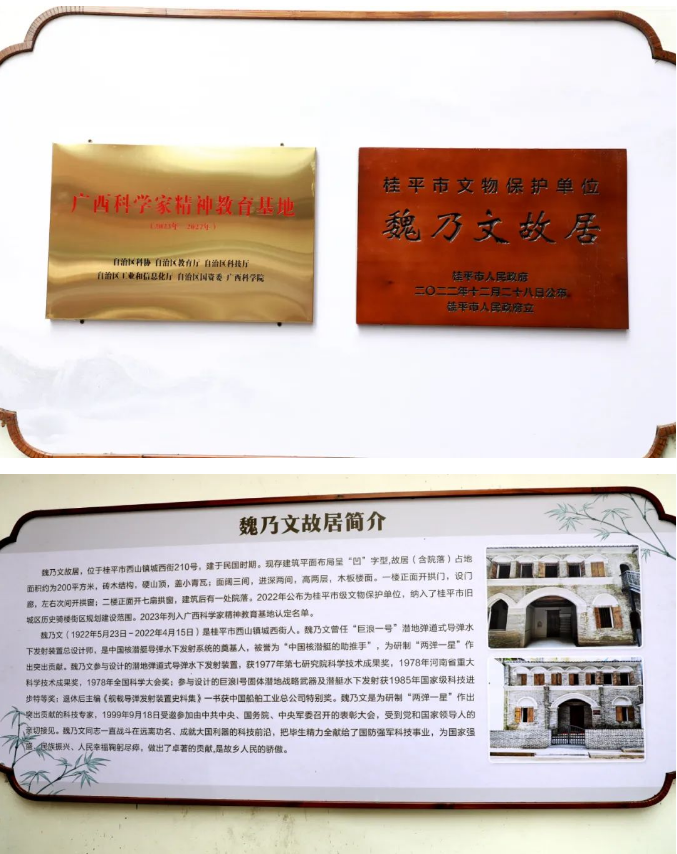 广西科学家精神教育基地
(2023年—2027年)
自治区科协 自治区教育厅 自治区科技厅
自治区工业和信息化厅 自治区国资委 广西科学院
桂平市文物保护单位
魏乃文故居
桂平市人民政府
二〇二二年十二月二十八日公布
桂平市人民政府立
魏乃文故居简介
魏乃文故居，位于桂平市西山镇城西街210号，建于民国时期。现存建筑平面布局呈“凹”字型，故居（含院落）占地
面积约为200平方米，砖木结构，硬山顶，盖小青瓦；面阔三间，进深两间，高两层，木板楼面。一楼正面开拱门，设门
廊，左右次间开拱窗；二楼正面开七扇拱窗，建筑后有一处院落。2022年公布为桂平市级文物保护单位，纳入了桂平市旧
城区历史骑楼街区规划建设范围。2023年列入广西科学家精神教育基地认定名单。
魏乃文（1922年5月23日－2022年4月15日）是桂平市西山镇城西街人，魏乃文曾任“巨浪一号”潜地弹道式导弹水
下发射装置总设计师，是中国核潜艇导弹水下发射系统的奠基人，被誉为“中国核潜艇的助推手”，为研制“两弹一星”作
出突出贡献。魏乃文参与设计的潜地弹道式导弹水下发射装置，获1977年第七研究院科学技术成果奖，1978年河南省重大
科学技术成果奖，1978年全国科学大会奖；参与设计的巨浪I号固体潜地战略武器及潜艇水下发射获1985年国家级科技进
步特等奖；退休后主编《舰载导弹发射装置史料集》一书获中国船舶工业总公司特别奖。魏乃文是为研制“两弹一星”作出
突出贡献的科技专家，1999年9月18日受邀参加由中共中央、国务院、中央军委召开的表彰大会，受到党和国家领导人的
亲切接见。魏乃文同志一直战斗在远离功名、成就大国利器的科技前沿，把毕生精力全献给了国防强军科技事业，为国家强
盛、民族振兴、人民幸福鞠躬尽瘁，做出了卓著的贡献，是故乡人民的骄傲。